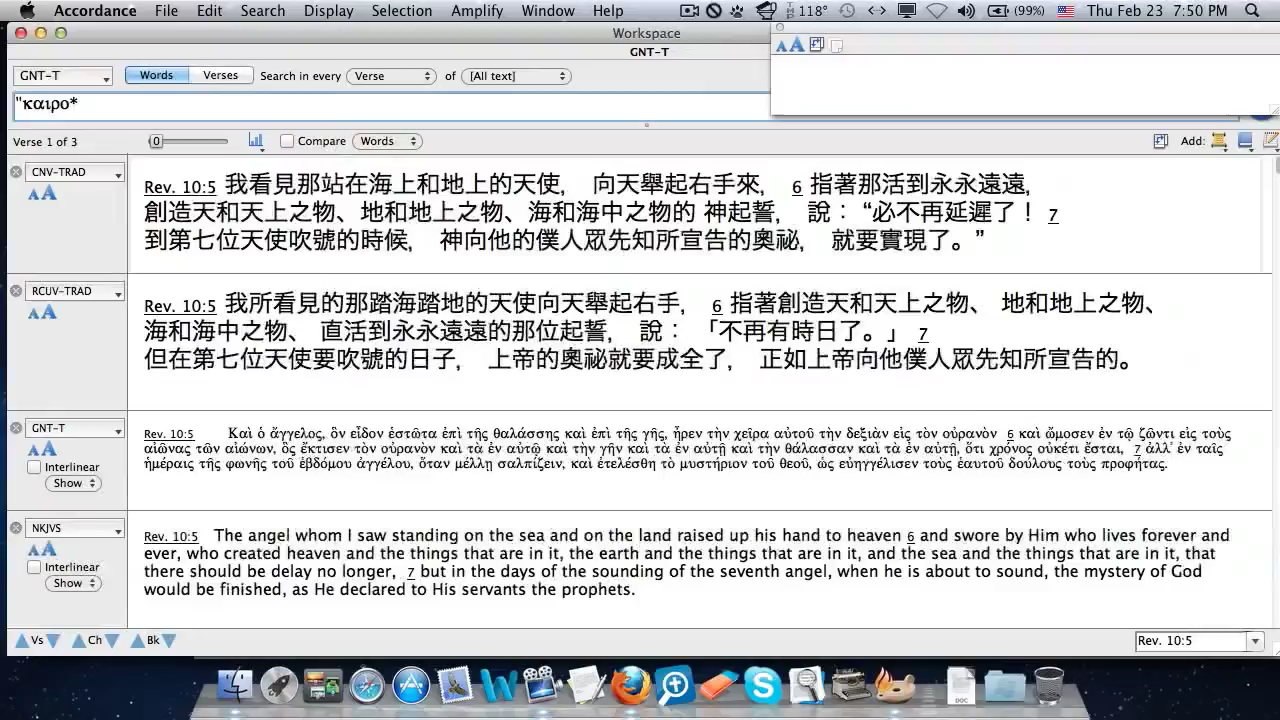 Accordance File Edit Search Display Selection Amplify Window Help 118° (99%) Thu Feb 23 7:50 PM
Workspace
GNT-T
GNT-T Words Verses Search in every Verse of [All text]
"καιρο*
Verse 1 of 3 0 Compare Words Add:
CNV-TRAD
Rev. 10:5 我看見那站在海上和地上的天使， 向天舉起右手來， 6 指著那活到永永遠遠，
創造天和天上之物、地和地上之物、海和海中之物的 神起誓， 說：“必不再延遲了！ 7
到第七位天使吹號的時候， 神向他的僕人眾先知所宣告的奧祕， 就要實現了。”
RCUV-TRAD
Rev. 10:5 我所看見的那踏海踏地的天使向天舉起右手， 6 指著創造天和天上之物、 地和地上之物、
海和海中之物、 直活到永永遠遠的那位起誓， 說：「不再有時日了。」 7
但在第七位天使要吹號的日子， 上帝的奧祕就要成全了， 正如上帝向他僕人眾先知所宣告的。
GNT-T
Interlinear
Show
Rev. 10:5 Καὶ ὁ ἄγγελος, ὃν εἶδον ἑστῶτα ἐπὶ τῆς θαλάσσης καὶ ἐπὶ τῆς γῆς, ἦρεν τὴν χεῖρα αὐτοῦ τὴν δεξιὰν εἰς τὸν οὐρανὸν 6 καὶ ὤμοσεν ἐν τῷ ζῶντι εἰς τοὺς
αἰῶνας τῶν αἰώνων, ὃς ἔκτισεν τὸν οὐρανὸν καὶ τὰ ἐν αὐτῷ καὶ τὴν γῆν καὶ τὰ ἐν αὐτῇ καὶ τὴν θάλασσαν καὶ τὰ ἐν αὐτῇ, ὅτι χρόνος οὐκέτι ἔσται, 7 ἀλλ’ ἐν ταῖς
ἡμέραις τῆς φωνῆς τοῦ ἑβδόμου ἀγγέλου, ὅταν μέλλῃ σαλπίζειν, καὶ ἐτελέσθη τὸ μυστήριον τοῦ θεοῦ, ὡς εὐηγγέλισεν τοὺς ἑαυτοῦ δούλους τοὺς προφήτας.
NKJVS
Interlinear
Show
Rev. 10:5 The angel whom I saw standing on the sea and on the land raised up his hand to heaven 6 and swore by Him who lives forever and
ever, who created heaven and the things that are in it, the earth and the things that are in it, and the sea and the things that are in it, that
there should be delay no longer, 7 but in the days of the sounding of the seventh angel, when he is about to sound, the mystery of God
would be finished, as He declared to His servants the prophets.
Vs Ch Bk Rev. 10:5
DOC